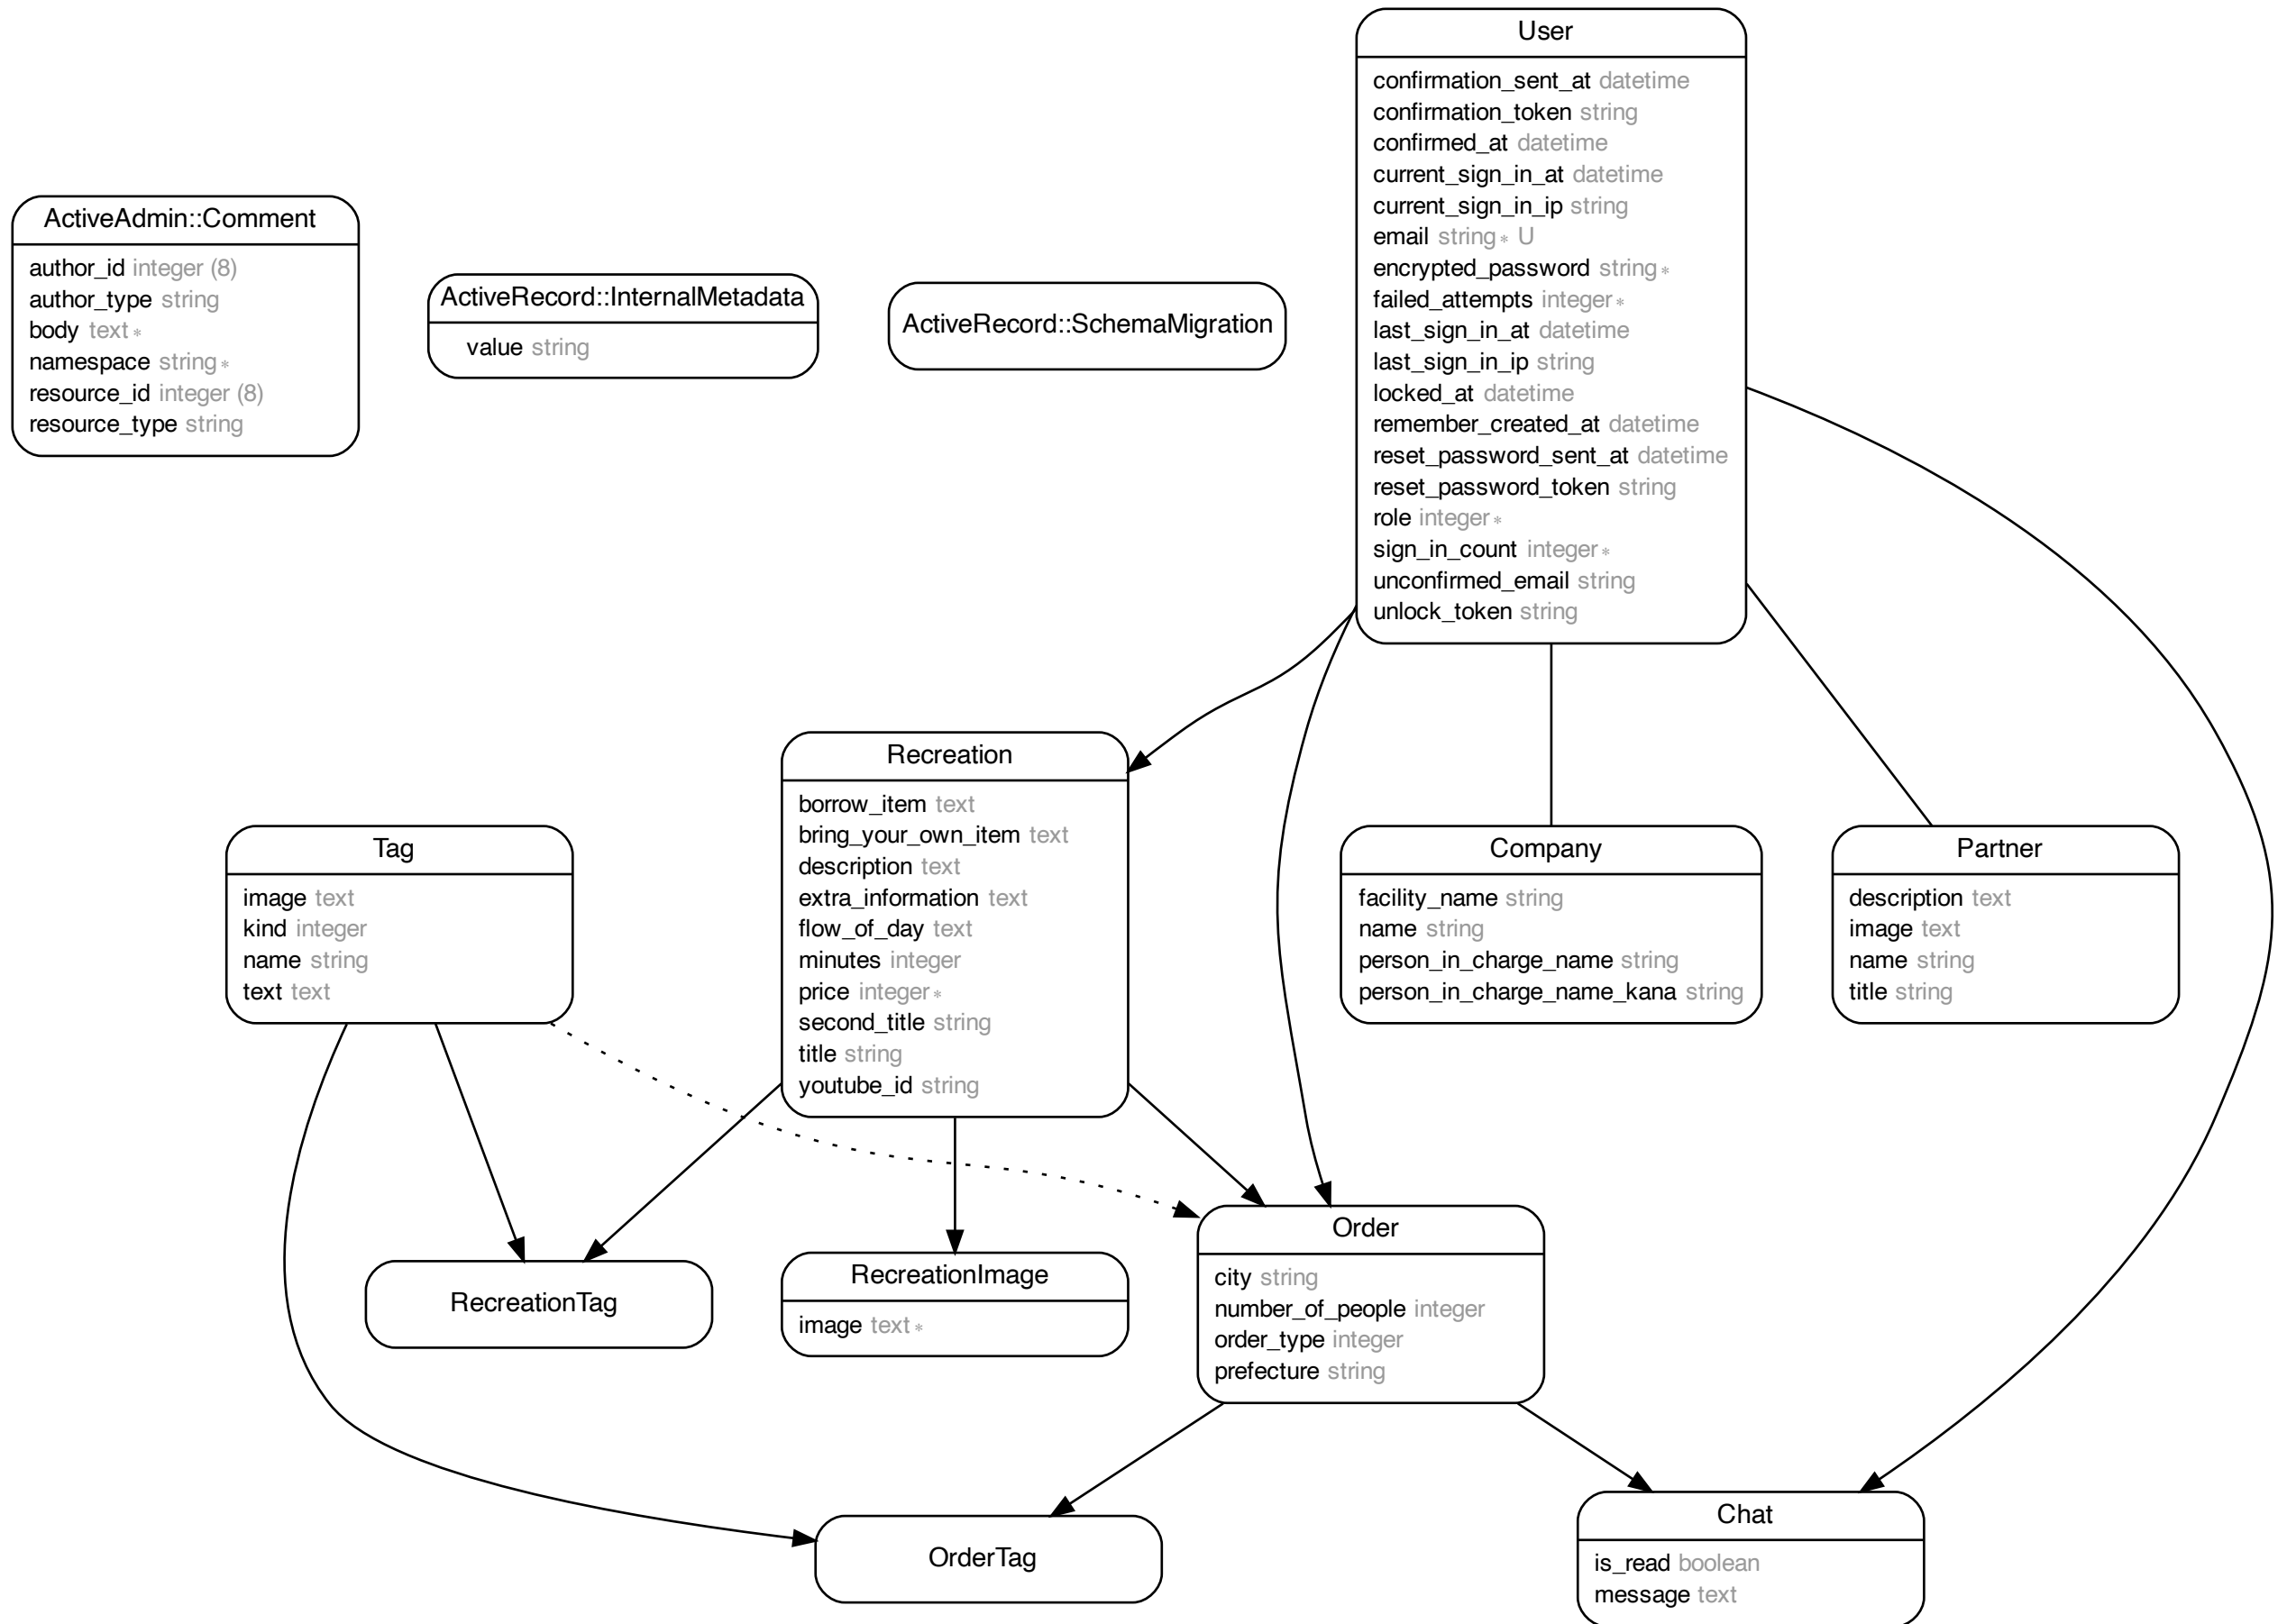 User
confirmation_sent_at datetime
confirmation_token string
confirmed_at datetime
current_sign_in_at datetime
current_sign_in_ip string
email string∗ U
encrypted_password string∗
failed_attempts integer∗
last_sign_in_at datetime
last_sign_in_ip string
locked_at datetime
remember_created_at datetime
reset_password_sent_at datetime
reset_password_token string
role integer∗
sign_in_count integer∗
unconfirmed_email string
unlock_token string
ActiveAdmin::Comment
author_id integer (8)
author_type string
body text∗
namespace string∗
resource_id integer (8)
resource_type string
ActiveRecord::InternalMetadata
value string
ActiveRecord::SchemaMigration
Recreation
borrow_item text
bring_your_own_item text
description text
extra_information text
flow_of_day text
minutes integer
price integer∗
second_title string
title string
youtube_id string
Tag
image text
kind integer
name string
text text
Company
facility_name string
name string
person_in_charge_name string
person_in_charge_name_kana string
Partner
description text
image text
name string
title string
RecreationTag
RecreationImage
image text∗
Order
city string
number_of_people integer
order_type integer
prefecture string
OrderTag
Chat
is_read boolean
message text